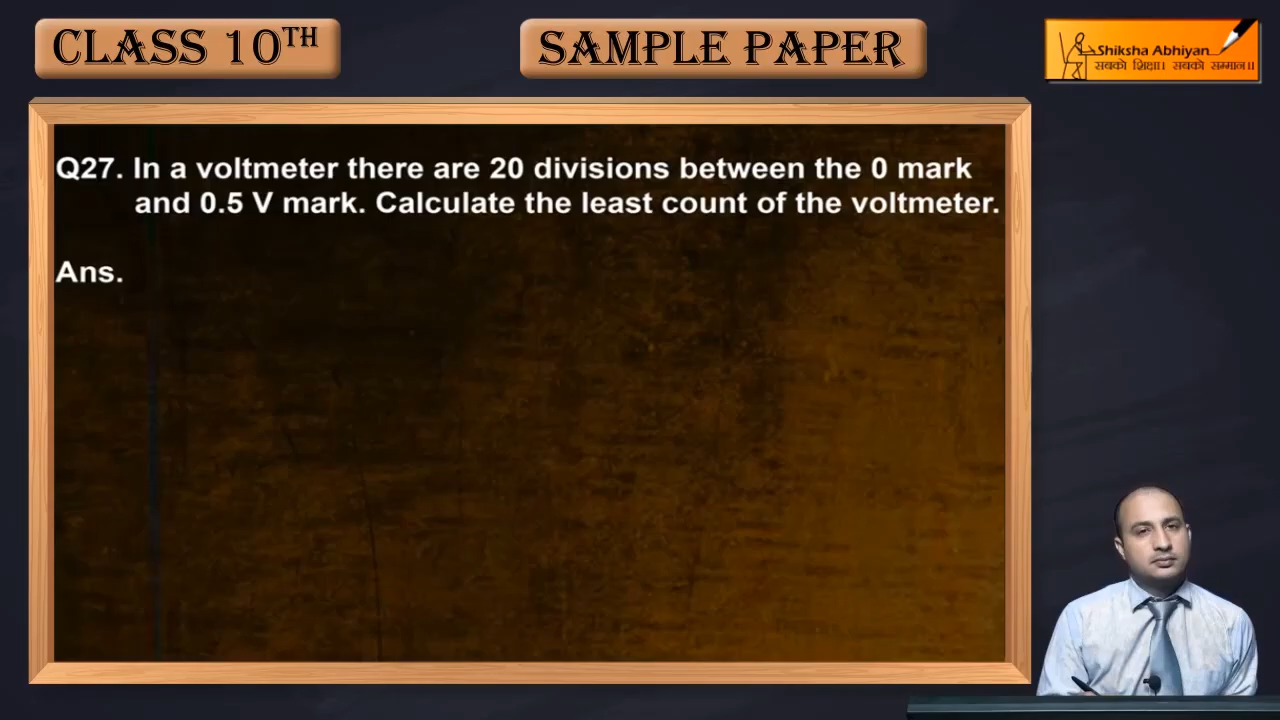 CLASS 10TH
SAMPLE PAPER
Shiksha Abhiyan
सबको शिक्षा। सबको सम्मान॥
Q27. In a voltmeter there are 20 divisions between the 0 mark
and 0.5 V mark. Calculate the least count of the voltmeter.
Ans.